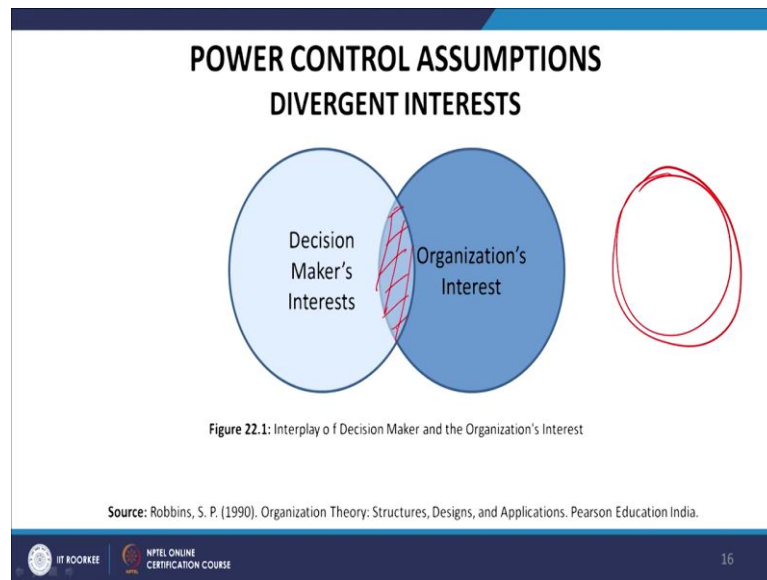 POWER CONTROL ASSUMPTIONS
DIVERGENT INTERESTS
Decision
Maker's
Interests
Organization's
Interest
Figure 22.1: Interplay o f Decision Maker and the Organization's Interest
Source: Robbins, S. P. (1990). Organization Theory: Structures, Designs, and Applications. Pearson Education India.
IIT ROORKEE
NPTEL ONLINE
CERTIFICATION COURSE
16